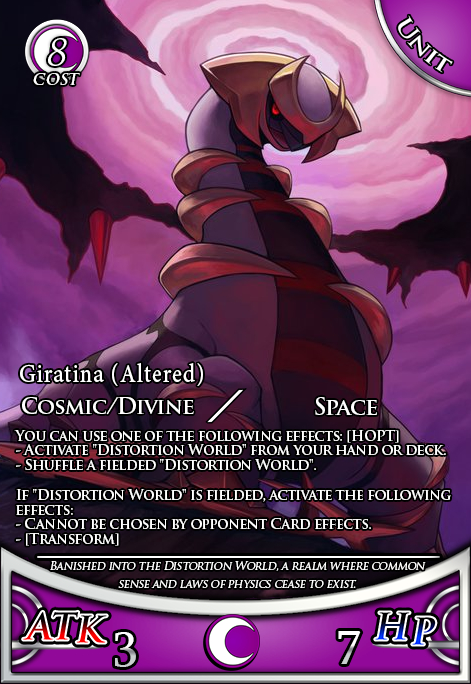 8
COST
UNIT
Giratina (Altered)
COSMIC/DIVINE / SPACE
YOU CAN USE ONE OF THE FOLLOWING EFFECTS: [HOPT]
- ACTIVATE "DISTORTION WORLD" FROM YOUR HAND OR DECK.
- SHUFFLE A FIELDED "DISTORTION WORLD".
IF "DISTORTION WORLD" IS FIELDED, ACTIVATE THE FOLLOWING
EFFECTS:
- CANNOT BE CHOSEN BY OPPONENT CARD EFFECTS.
- [TRANSFORM]
BANISHED INTO THE DISTORTION WORLD, A REALM WHERE COMMON
SENSE AND LAWS OF PHYSICS CEASE TO EXIST.
ATK 3 7 HP